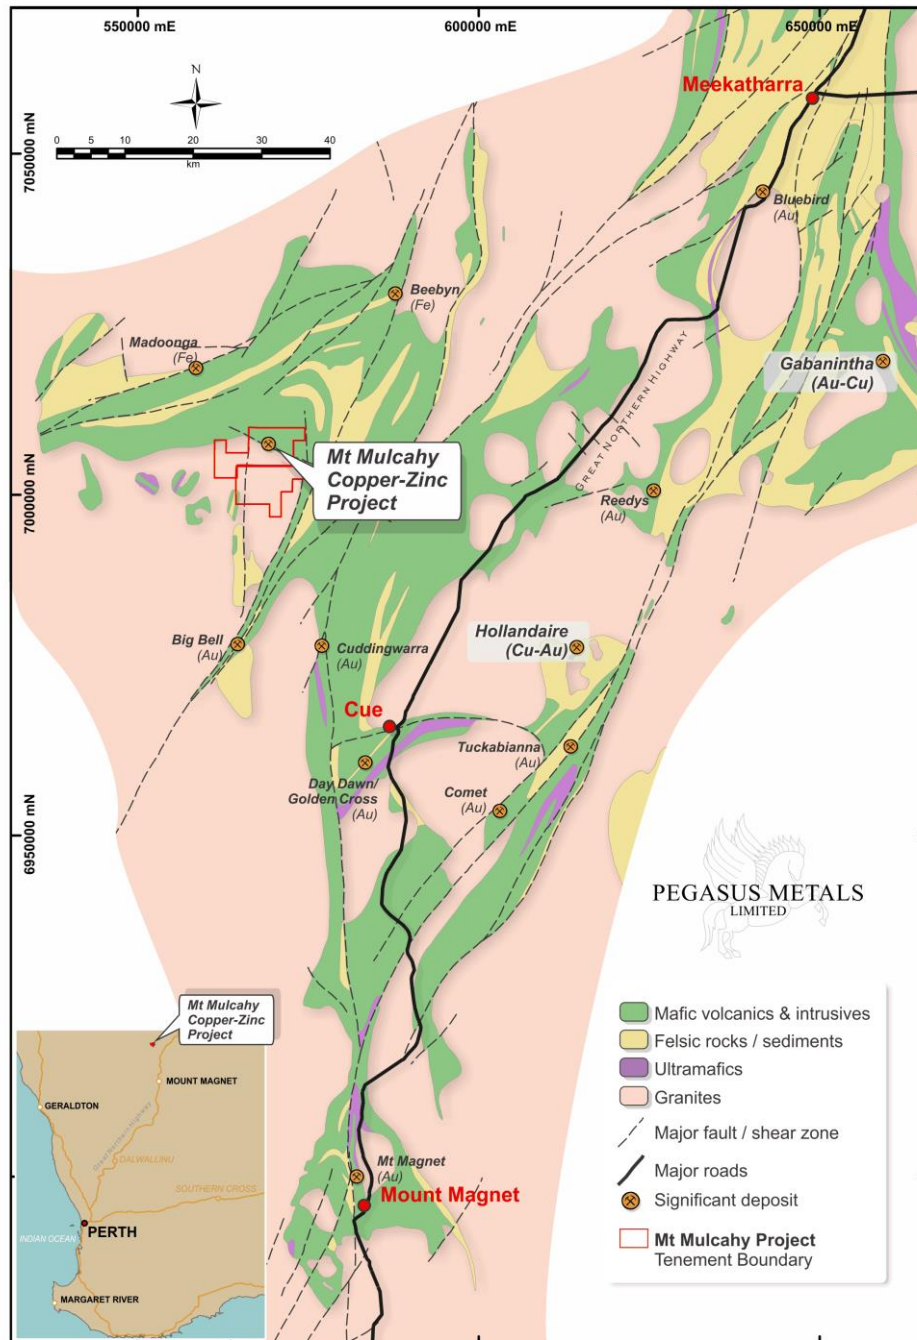 550000 mE
600000 mE
650000 mE
N
0 5 10 20 30 40
km
7050000 mN
7000000 mN
6950000 mN
Meekatharra
Bluebird
(Au)
Beebyn
(Fe)
Madoonga
(Fe)
GREAT NORTHERN HIGHWAY
Gabanintha
(Au-Cu)
Mt Mulcahy
Copper-Zinc
Project
Reedys
(Au)
Big Bell
(Au)
Cuddingwarra
(Au)
Hollandaire
(Cu-Au)
Cue
Tuckabianna
(Au)
Day Dawn/
Golden Cross
(Au)
Comet
(Au)
PEGASUS METALS
LIMITED
Mt Magnet
(Au)
Mount Magnet
Mafic volcanics & intrusives
Felsic rocks / sediments
Ultramafics
Granites
Major fault / shear zone
Major roads
Significant deposit
Mt Mulcahy Project
Tenement Boundary
Mt Mulcahy
Copper-Zinc
Project
MOUNT MAGNET
GERALDTON
Great Northern Highway
DALWALLINU
SOUTHERN CROSS
PERTH
INDIAN OCEAN
MARGARET RIVER